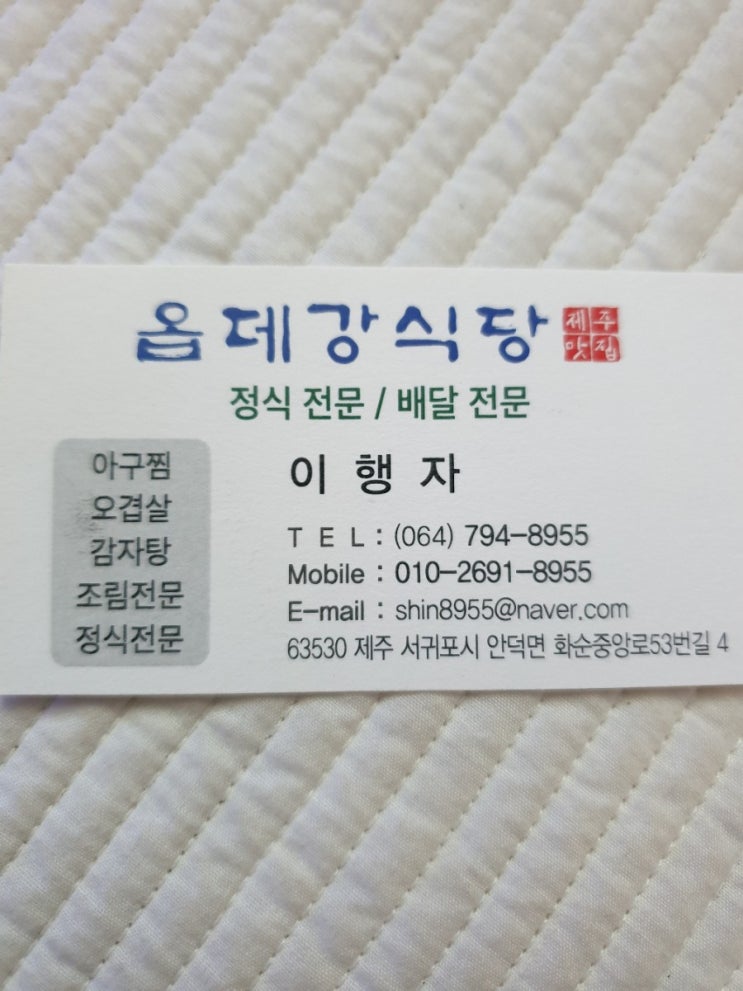 옵데강식당 제주 맛집
정식 전문 / 배달 전문
아구찜
오겹살
감자탕
조림전문
정식전문
이 행 자
T E L : (064) 794-8955
Mobile : 010-2691-8955
E-mail : shin8955@naver.com
63530 제주 서귀포시 안덕면 화순중앙로53번길 4